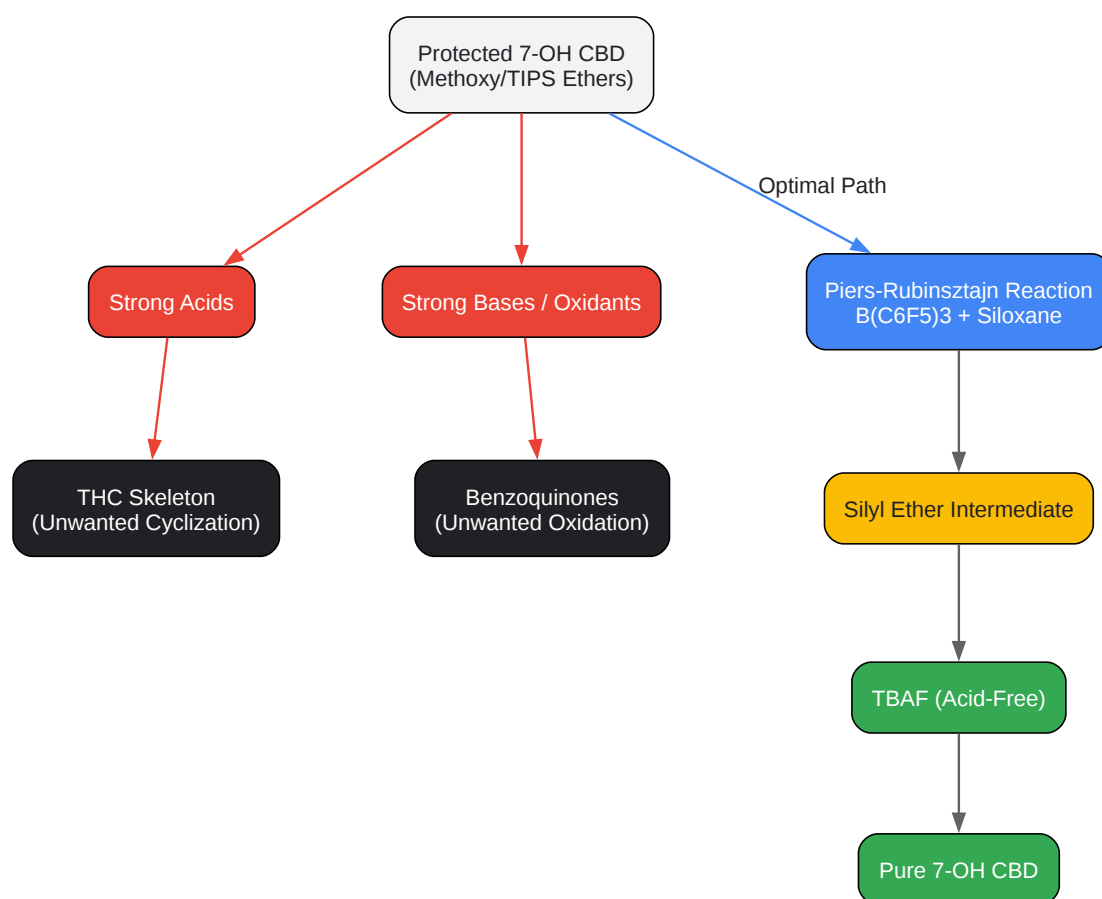 Protected 7-OH CBD
(Methoxy/TIPS Ethers)
Optimal Path
Strong Acids
Strong Bases / Oxidants
Piers-Rubinsztajn Reaction
B(C6F5)3 + Siloxane
THC Skeleton
(Unwanted Cyclization)
Benzoquinones
(Unwanted Oxidation)
Silyl Ether Intermediate
TBAF (Acid-Free)
Pure 7-OH CBD